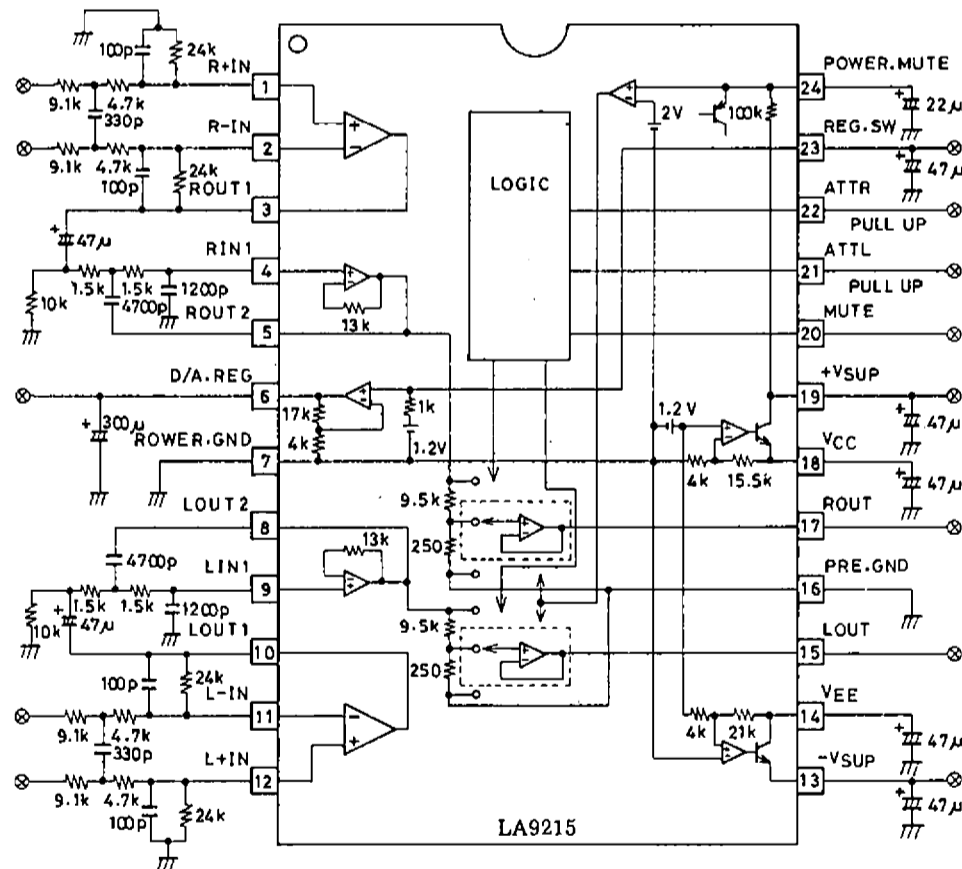 100p
24k
R+IN
9.1k
4.7k
330p
R-IN
9.1k
4.7k
100p
24k
ROUT1
47μ
RIN1
1.5k
1.5k
1200p
4700p
10k
ROUT2
D/A.REG
300μ
ROWER.GND
LOUT2
4700p
LIN1
1.5k
1.5k
1200p
10k
47μ
LOUT1
100p
24k
L-IN
9.1k
4.7k
330p
L+IN
9.1k
4.7k
100p
24k
1
2
3
4
5
6
7
8
9
10
11
12
+
-
+
-
13k
17k
4k
1k
1.2V
LOGIC
2V
100k
1.2V
4k
15.5k
9.5k
250
13k
9.5k
250
4k
21k
-
+
LA9215
24
23
22
21
20
19
18
17
16
15
14
13
POWER.MUTE
+
22μ
REG.SW
+
47μ
ATTR
PULL UP
ATTL
PULL UP
MUTE
+VSUP
+
47μ
VCC
+
47μ
ROUT
PRE.GND
LOUT
VEE
+
47μ
-VSUP
+
47μ